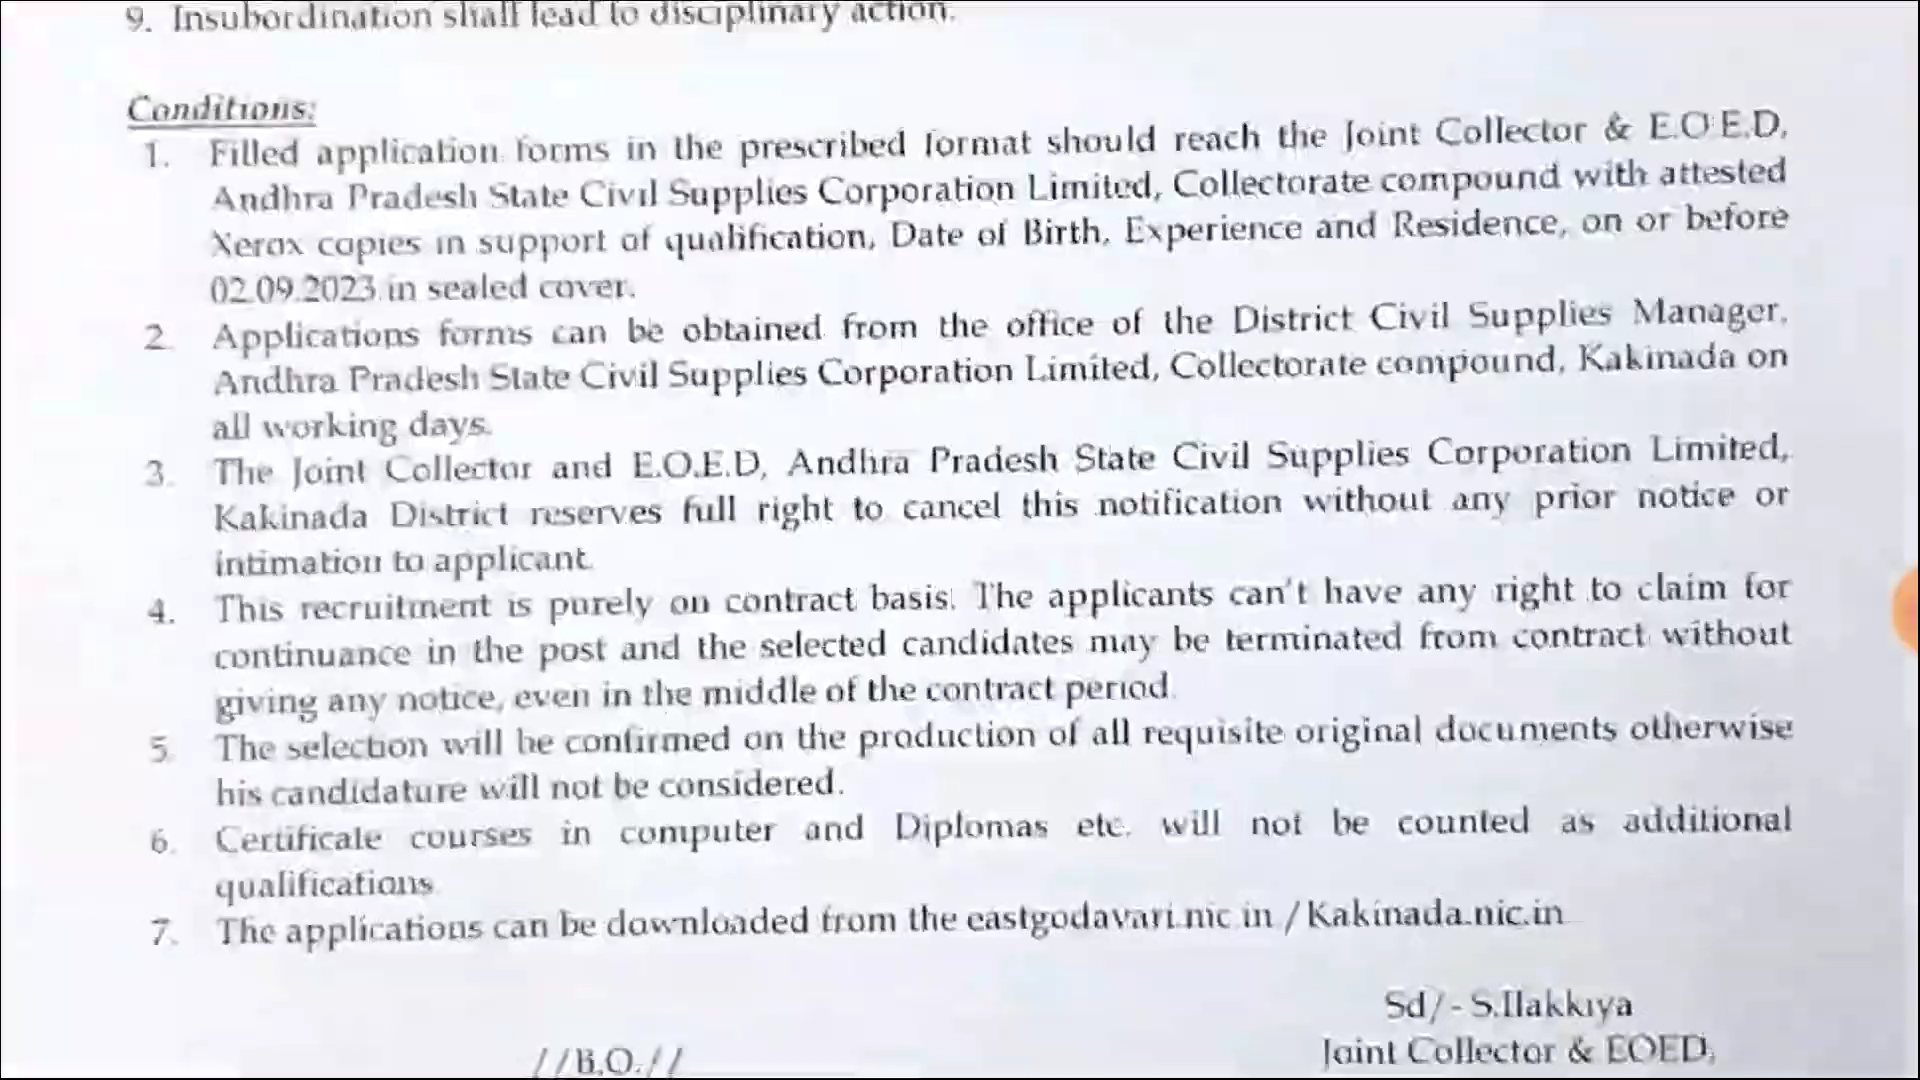 9. Insubordination shall lead to disciplinary action.
Conditions:
1. Filled application forms in the prescribed format should reach the Joint Collector & E.O.E.D,
Andhra Pradesh State Civil Supplies Corporation Limited, Collectorate compound with attested
Xerox copies in support of qualification, Date of Birth, Experience and Residence, on or before
02.09.2023 in sealed cover.
2. Applications forms can be obtained from the office of the District Civil Supplies Manager,
Andhra Pradesh State Civil Supplies Corporation Limited, Collectorate compound, Kakinada on
all working days.
3. The Joint Collector and E.O.E.D, Andhra Pradesh State Civil Supplies Corporation Limited,
Kakinada District reserves full right to cancel this notification without any prior notice or
intimation to applicant.
4. This recruitment is purely on contract basis. The applicants can't have any right to claim for
continuance in the post and the selected candidates may be terminated from contract without
giving any notice, even in the middle of the contract period.
5. The selection will be confirmed on the production of all requisite original documents otherwise
his candidature will not be considered.
6. Certificate courses in computer and Diplomas etc. will not be counted as additional
qualifications
7. The applications can be downloaded from the eastgodavari.nic.in / Kakinada.nic.in
Sd/- S.Ilakkiya
//B.O.// Joint Collector & EOED,